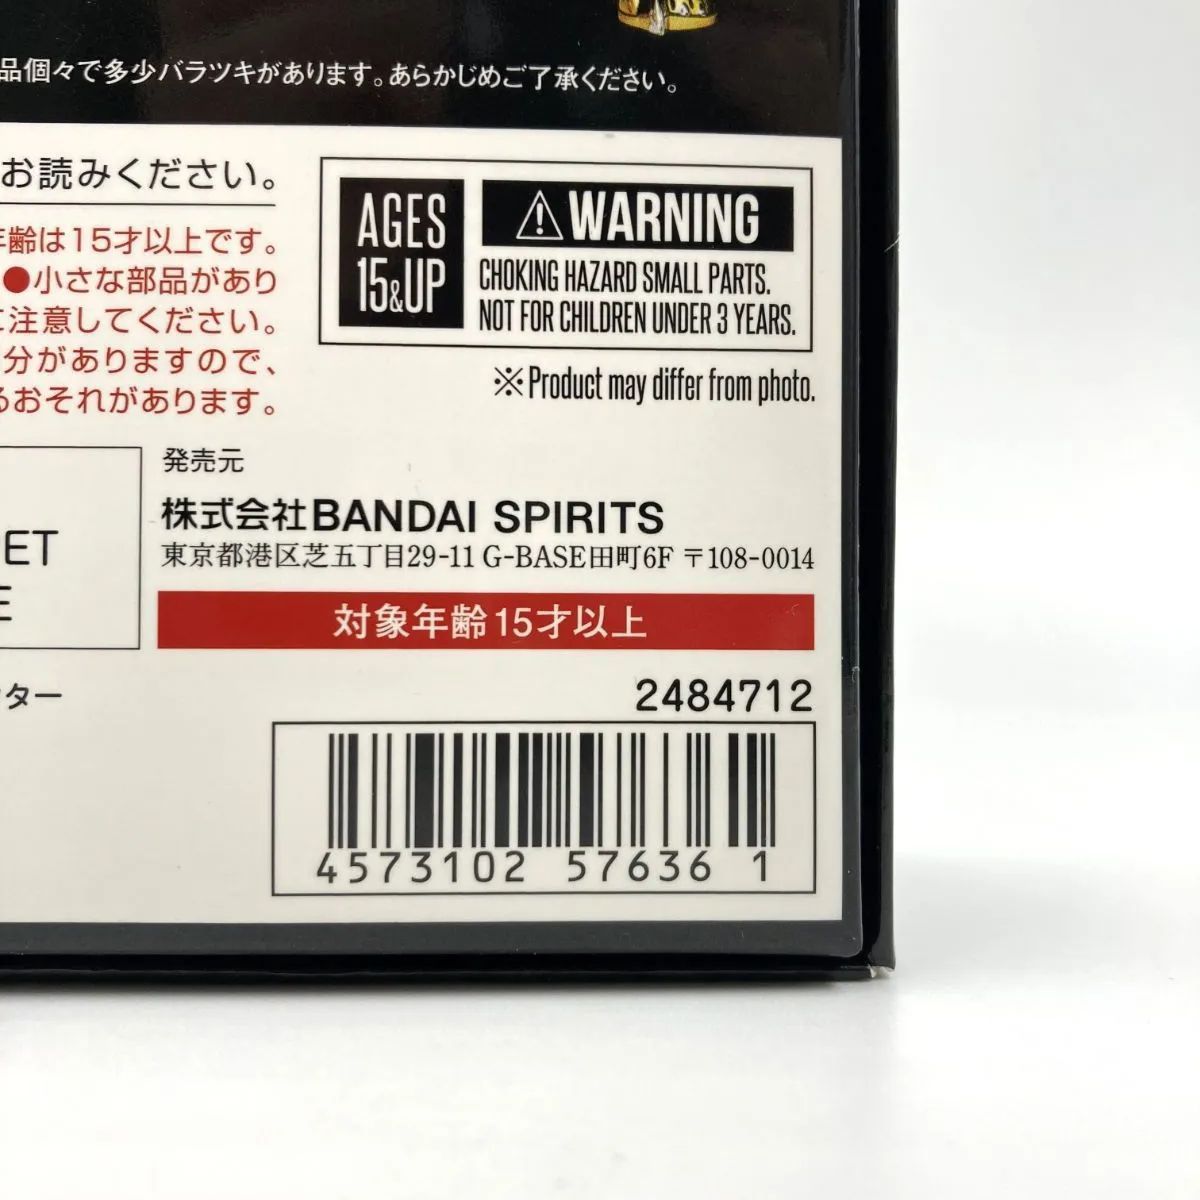 品個々で多少バラツキがあります。あらかじめご了承ください。
お読みください。
年齢は15才以上です。
●小さな部品があり
ご注意してください。
分がありますので、
るおそれがあります。
AGES
15&UP
⚠WARNING
CHOKING HAZARD SMALL PARTS.
NOT FOR CHILDREN UNDER 3 YEARS.
※Product may differ from photo.
ET
E
ター
発売元
株式会社BANDAI SPIRITS
東京都港区芝五丁目29-11 G-BASE田町6F 〒108-0014
対象年齢15才以上
2484712
4573102 57636 1